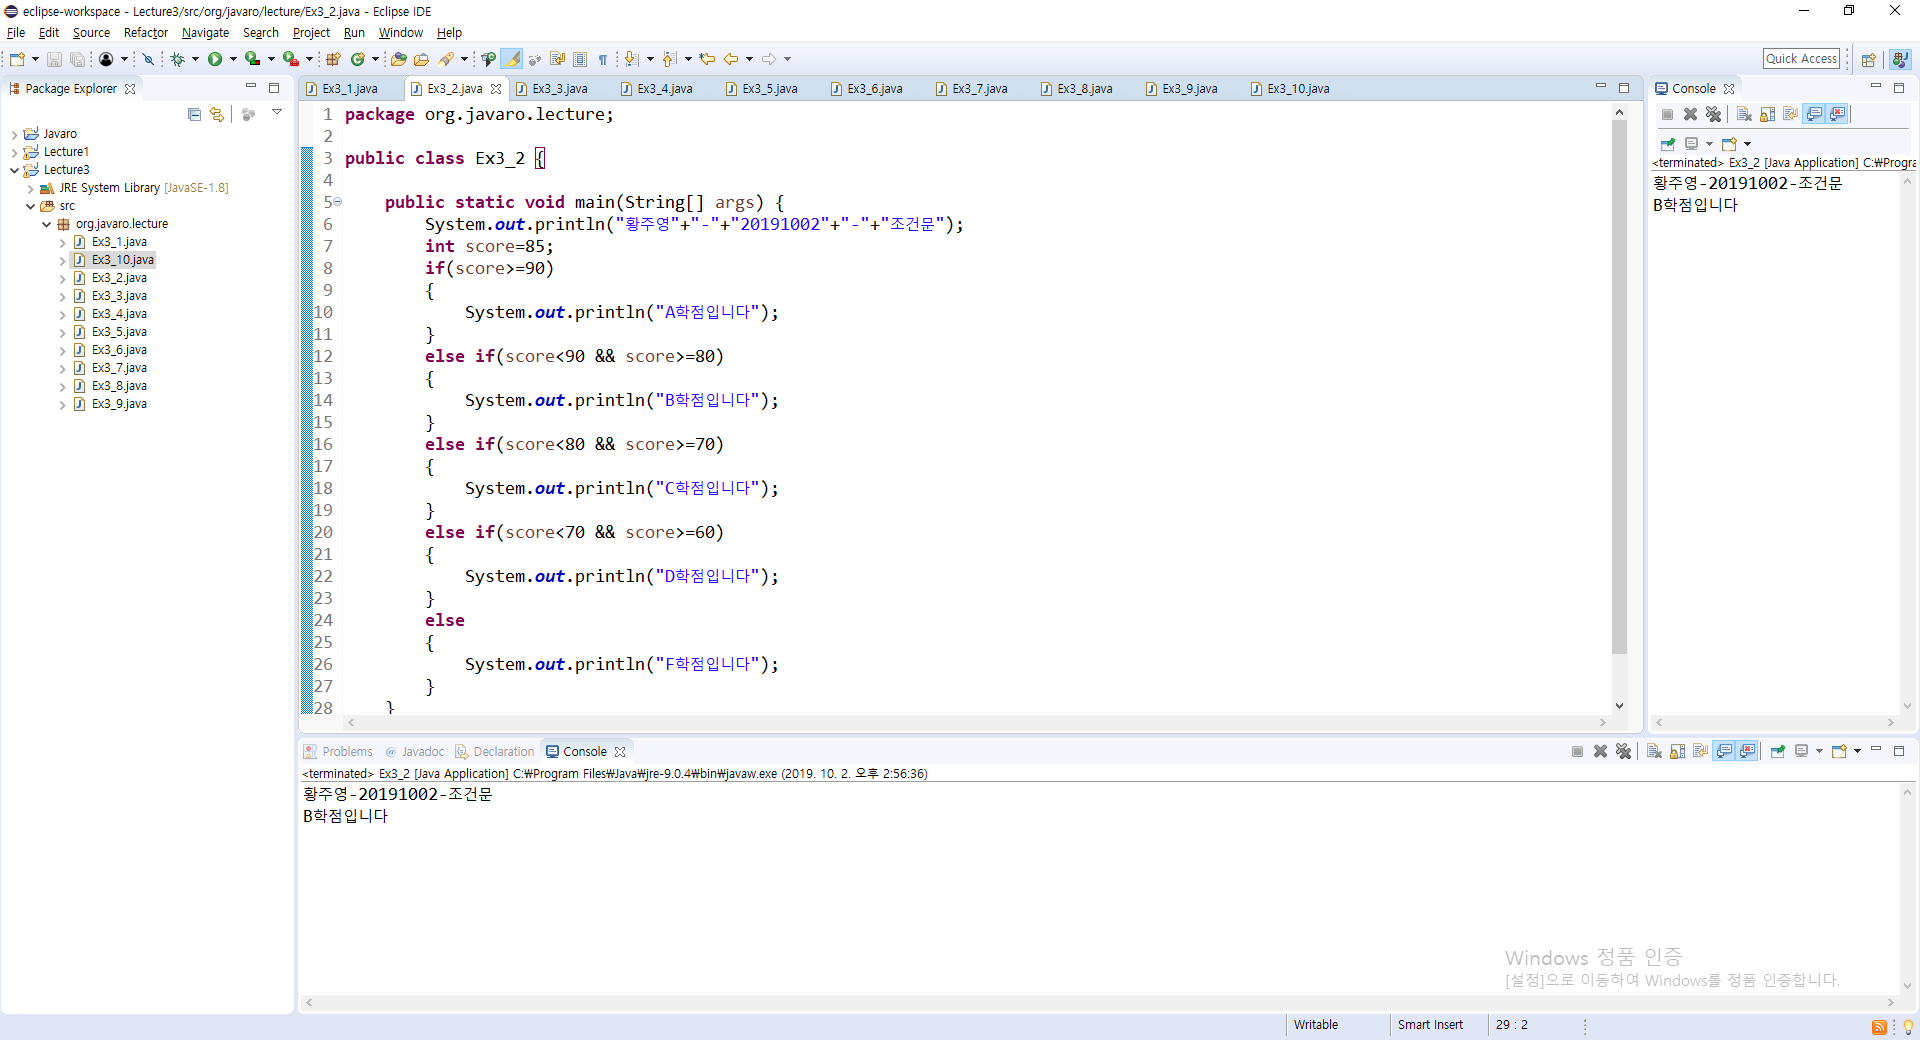 eclipse-workspace - Lecture3/src/org/javaro/lecture/Ex3_2.java - Eclipse IDE
File Edit Source Refactor Navigate Search Project Run Window Help
Quick Access
Package Explorer
Javaro
Lecture1
Lecture3
JRE System Library [JavaSE-1.8]
src
org.javaro.lecture
Ex3_1.java
Ex3_10.java
Ex3_2.java
Ex3_3.java
Ex3_4.java
Ex3_5.java
Ex3_6.java
Ex3_7.java
Ex3_8.java
Ex3_9.java
Ex3_1.java Ex3_2.java Ex3_3.java Ex3_4.java Ex3_5.java Ex3_6.java Ex3_7.java Ex3_8.java Ex3_9.java Ex3_10.java
1 package org.javaro.lecture;
2
3 public class Ex3_2 {
4
5 public static void main(String[] args) {
6 System.out.println("황주영"+"-"+"20191002"+"-"+"조건문");
7 int score=85;
8 if(score>=90)
9 {
10 System.out.println("A학점입니다");
11 }
12 else if(score<90 && score>=80)
13 {
14 System.out.println("B학점입니다");
15 }
16 else if(score<80 && score>=70)
17 {
18 System.out.println("C학점입니다");
19 }
20 else if(score<70 && score>=60)
21 {
22 System.out.println("D학점입니다");
23 }
24 else
25 {
26 System.out.println("F학점입니다");
27 }
28 }
Console
<terminated> Ex3_2 [Java Application] C:₩Progra
황주영-20191002-조건문
B학점입니다
Problems @ Javadoc Declaration Console
<terminated> Ex3_2 [Java Application] C:₩Program Files₩Java₩jre-9.0.4₩bin₩javaw.exe (2019. 10. 2. 오후 2:56:36)
황주영-20191002-조건문
B학점입니다
Windows 정품 인증
[설정]으로 이동하여 Windows를 정품 인증합니다.
Writable Smart Insert 29 : 2